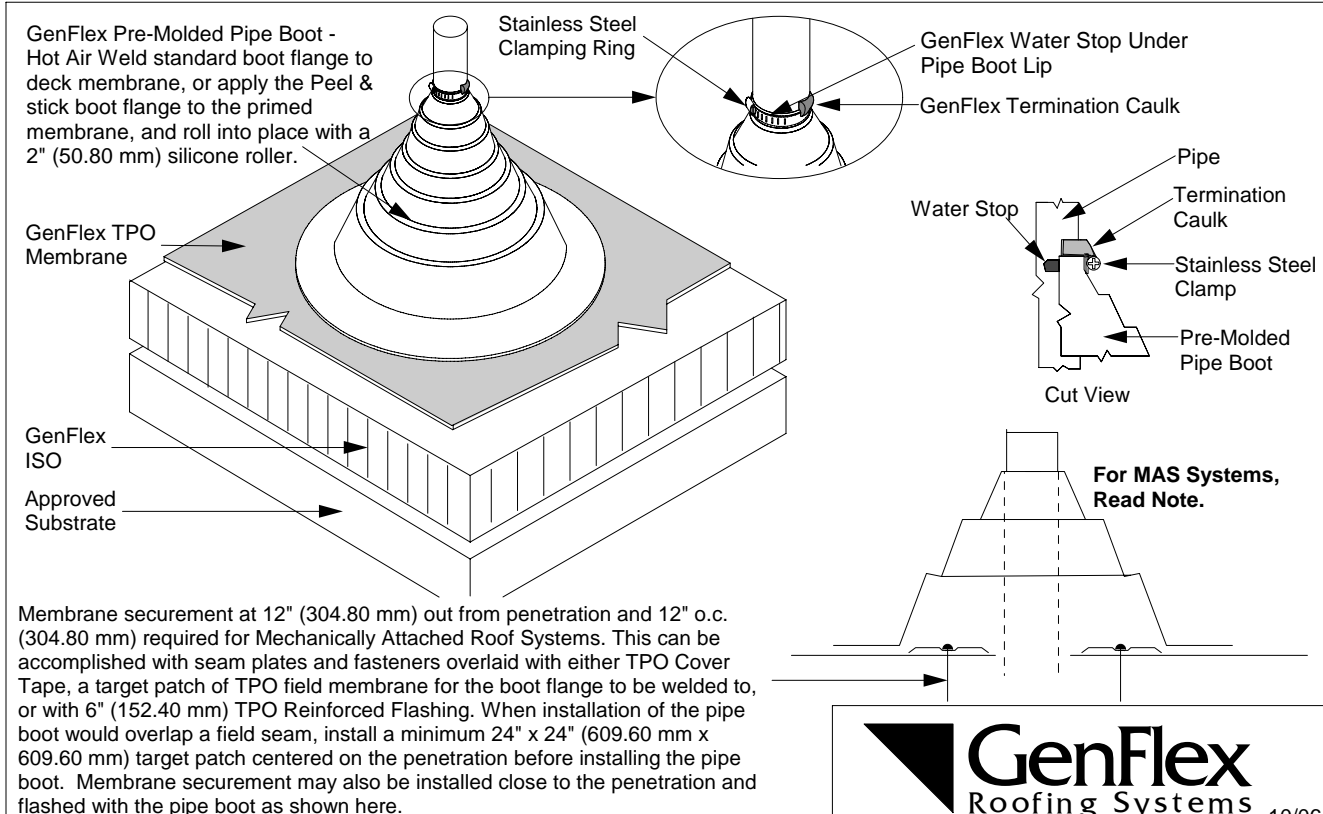 GenFlex Pre-Molded Pipe Boot -
Hot Air Weld standard boot flange to
deck membrane, or apply the Peel &
stick boot flange to the primed
membrane, and roll into place with a
2" (50.80 mm) silicone roller.
Stainless Steel
Clamping Ring
GenFlex Water Stop Under
Pipe Boot Lip
GenFlex Termination Caulk
GenFlex TPO
Membrane
GenFlex
ISO
Approved
Substrate
Pipe
Water Stop
Termination
Caulk
Stainless Steel
Clamp
Pre-Molded
Pipe Boot
Cut View
For MAS Systems,
Read Note.
Membrane securement at 12" (304.80 mm) out from penetration and 12" o.c.
(304.80 mm) required for Mechanically Attached Roof Systems. This can be
accomplished with seam plates and fasteners overlaid with either TPO Cover
Tape, a target patch of TPO field membrane for the boot flange to be welded to,
or with 6" (152.40 mm) TPO Reinforced Flashing. When installation of the pipe
boot would overlap a field seam, install a minimum 24" x 24" (609.60 mm x
609.60 mm) target patch centered on the penetration before installing the pipe
boot. Membrane securement may also be installed close to the penetration and
flashed with the pipe boot as shown here.
GenFlex
Roofing Systems